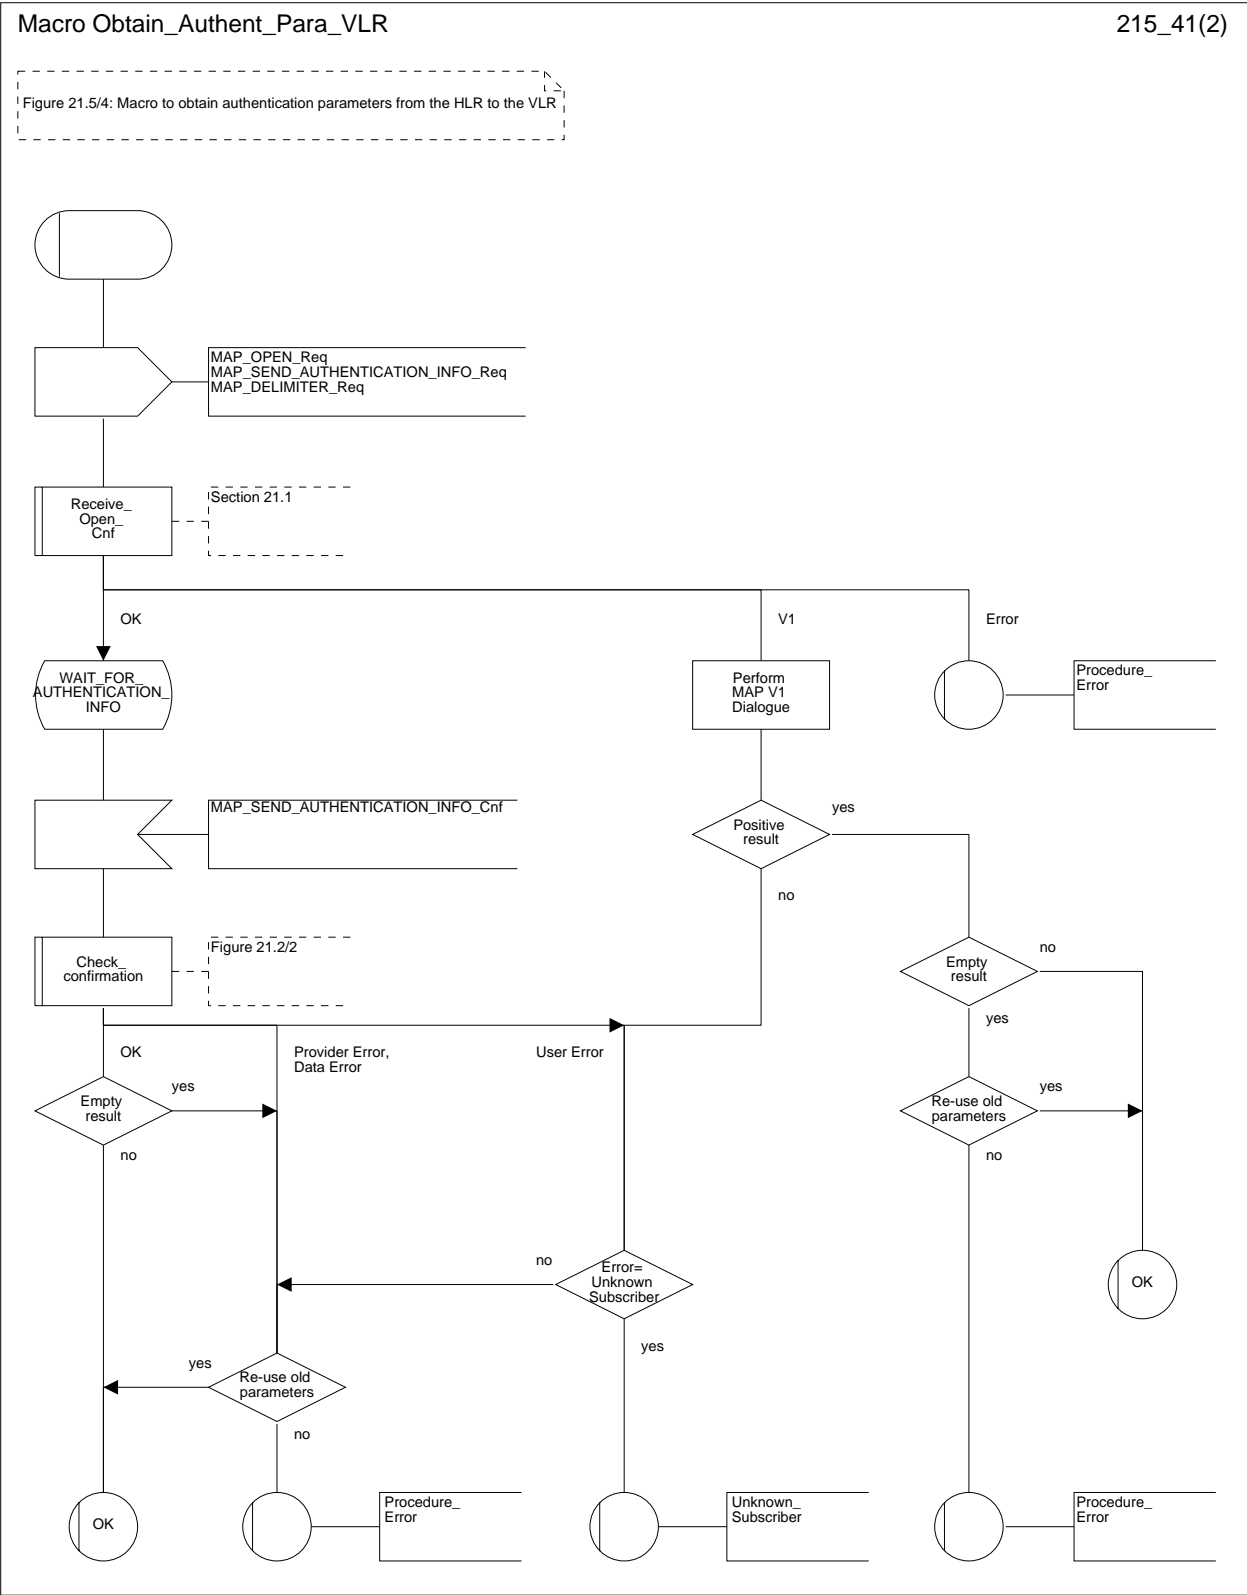 Macro Obtain_Authent_Para_VLR
215_41(2)
Figure 21.5/4: Macro to obtain authentication parameters from the HLR to the VLR
MAP_OPEN_Req
MAP_SEND_AUTHENTICATION_INFO_Req
MAP_DELIMITER_Req
Receive_
Open_
Cnf
Section 21.1
OK
V1
Error
WAIT_FOR_
AUTHENTICATION_
INFO
Perform
MAP V1
Dialogue
Procedure_
Error
MAP_SEND_AUTHENTICATION_INFO_Cnf
Positive
result
yes
no
Check_
confirmation
Figure 21.2/2
Empty
result
no
yes
OK
Provider Error,
Data Error
User Error
Empty
result
yes
no
Re-use old
parameters
yes
no
Error=
Unknown
Subscriber
no
yes
OK
Re-use old
parameters
yes
no
OK
Procedure_
Error
Unknown_
Subscriber
Procedure_
Error